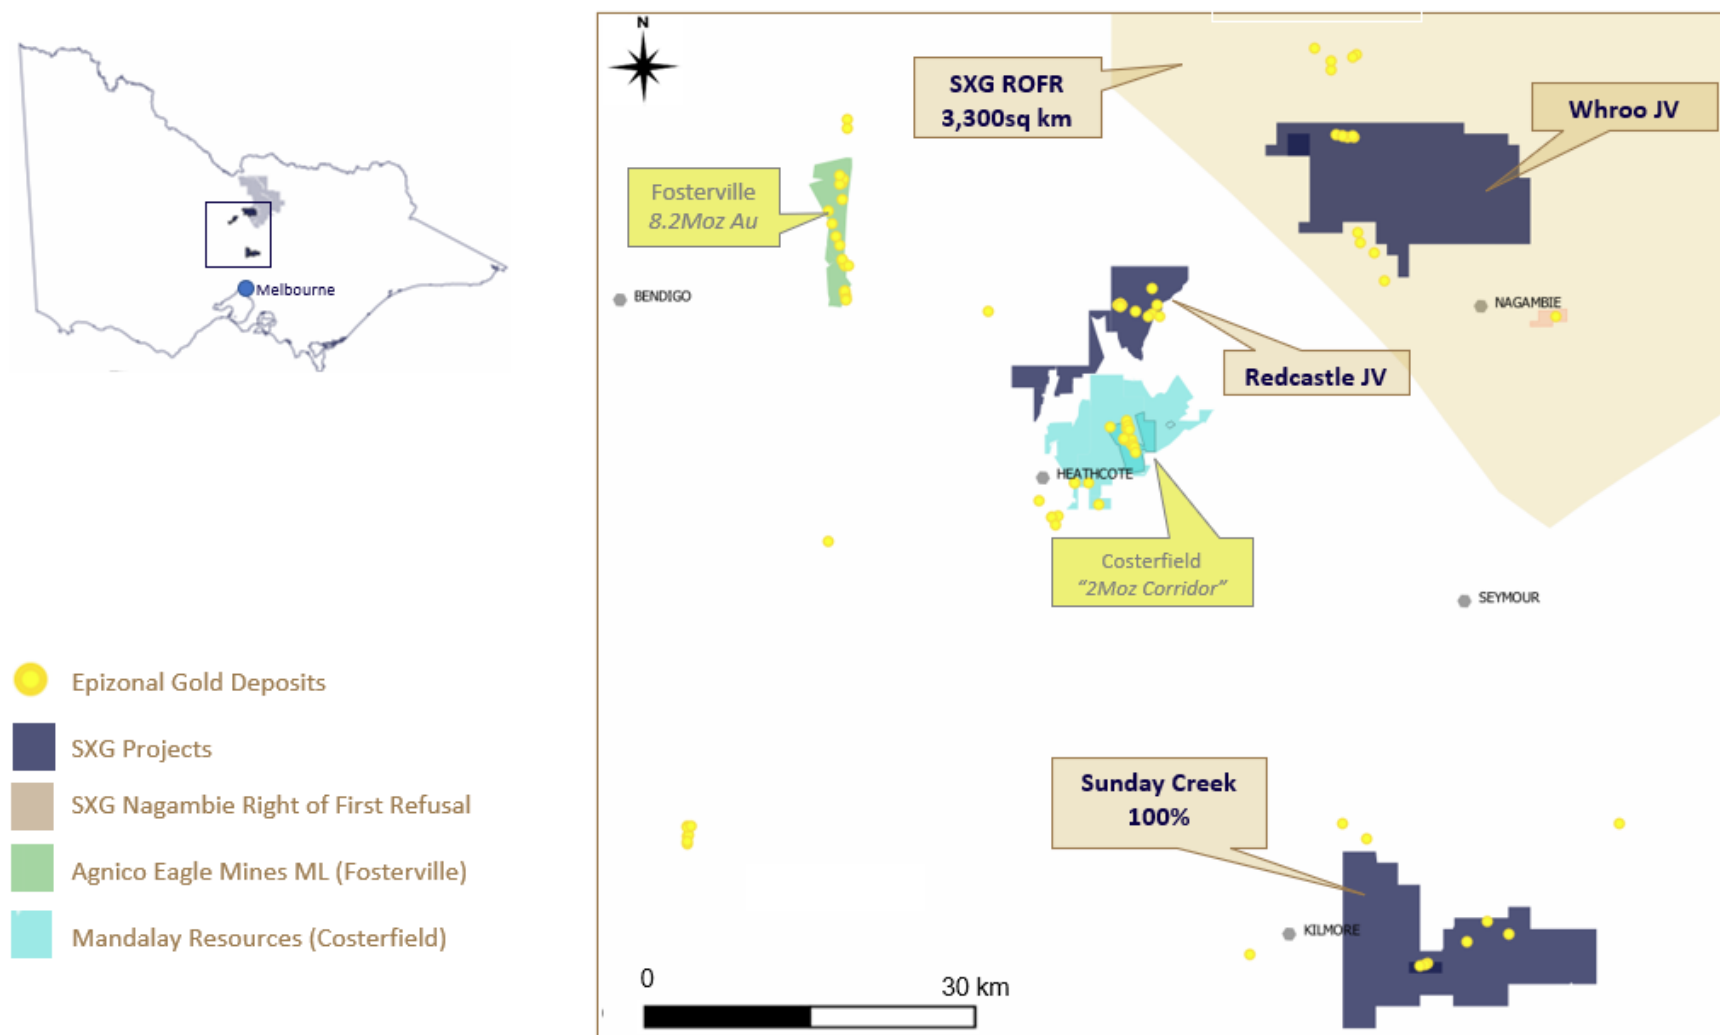 N
SXG ROFR
3,300sq km
Whroo JV
Fosterville
8.2Moz Au
Melbourne
BENDIGO
NAGAMBIE
Redcastle JV
HEATHCOTE
Costerfield
“2Moz Corridor”
SEYMOUR
Epizonal Gold Deposits
SXG Projects
SXG Nagambie Right of First Refusal
Agnico Eagle Mines ML (Fosterville)
Mandalay Resources (Costerfield)
Sunday Creek
100%
KILMORE
0
30 km